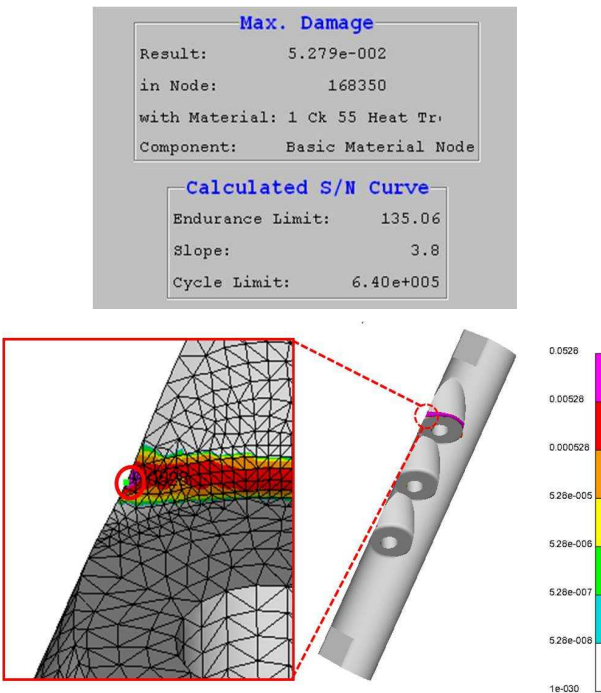 Max. Damage
Result: 5.279e-002
in Node: 168350
with Material: 1 Ck 55 Heat Tr
Component: Basic Material Node
Calculated S/N Curve
Endurance Limit: 135.06
Slope: 3.8
Cycle Limit: 6.40e+005
0.0528
0.00528
0.000528
5.28e-005
5.28e-006
5.28e-007
5.28e-008
1e-030